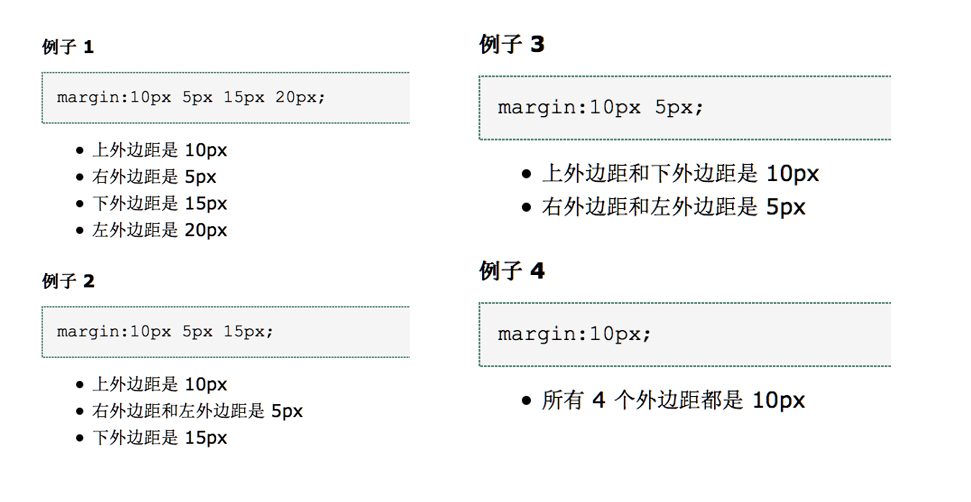 例子 1
margin:10px 5px 15px 20px;
上外边距是 10px
右外边距是 5px
下外边距是 15px
左外边距是 20px
例子 2
margin:10px 5px 15px;
上外边距是 10px
右外边距和左外边距是 5px
下外边距是 15px
例子 3
margin:10px 5px;
上外边距和下外边距是 10px
右外边距和左外边距是 5px
例子 4
margin:10px;
所有 4 个外边距都是 10px